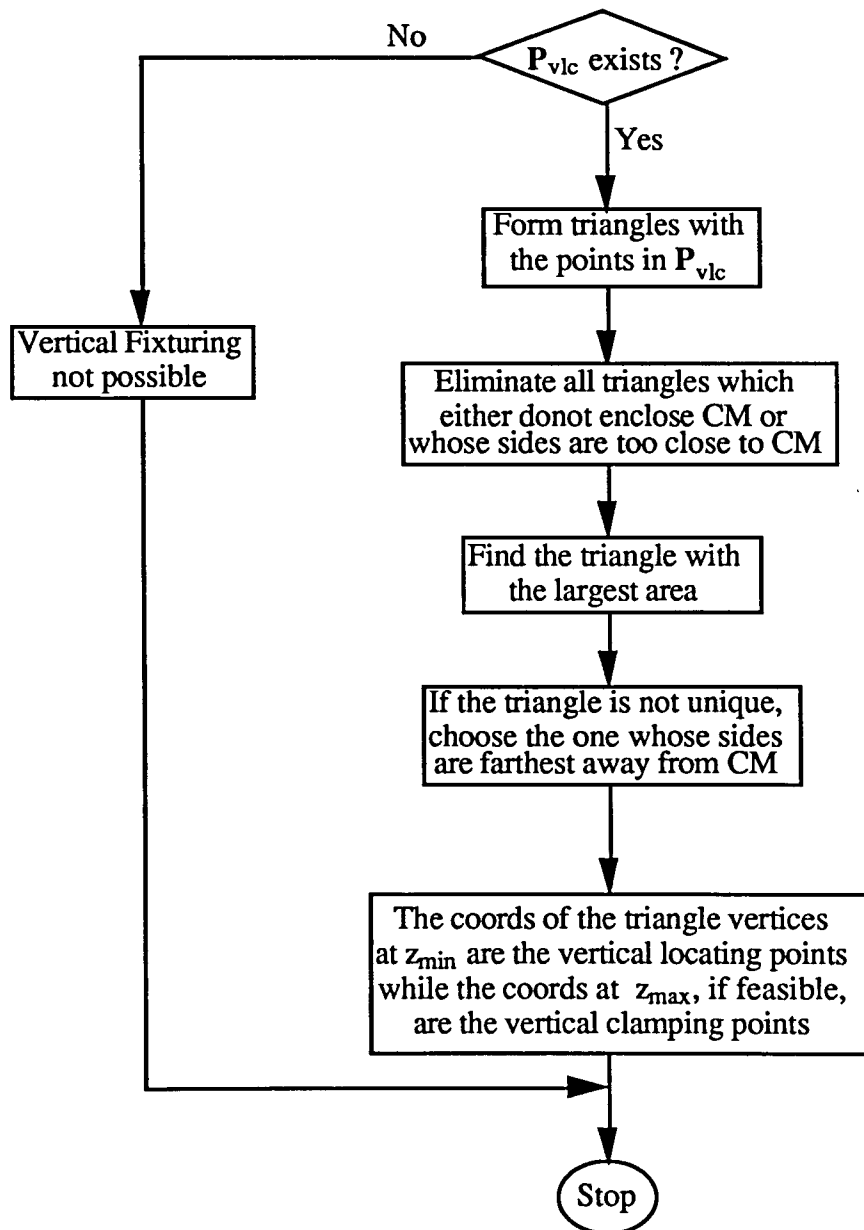 No
P_vlc exists ?
Yes
Form triangles with
the points in P_vlc
Vertical Fixturing
not possible
Eliminate all triangles which
either donot enclose CM or
whose sides are too close to CM
Find the triangle with
the largest area
If the triangle is not unique,
choose the one whose sides
are farthest away from CM
The coords of the triangle vertices
at z_min are the vertical locating points
while the coords at z_max, if feasible,
are the vertical clamping points
Stop